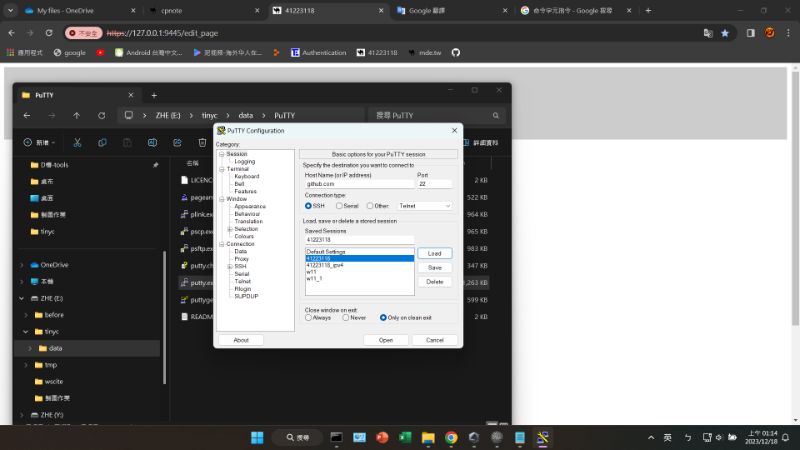 My files - OneDrive
cpnote
41223118
Google 翻譯
命令字元指令 - Google 搜尋
不安全
https://127.0.0.1:9445/edit_page
應用程式
google
Android 台灣中文...
泥視频-海外华人在...
Authentication
41223118
mde.tw
PuTTY
ZHE (E:) > tinyc > data > PuTTY
搜尋 PuTTY
新增
詳細資料
名稱
D槽-tools
桌布
桌面
製圖作業
tinyc
OneDrive
本機
ZHE (E:)
before
tinyc
data
tmp
wscite
製圖作業
ZHE (Y:)
LICENC
pagean
plink.ex
pscp.ex
psftp.ex
putty.ch
putty.ex
puttyge
README
2 KB
522 KB
964 KB
965 KB
983 KB
347 KB
1,263 KB
599 KB
2 KB
PuTTY Configuration
Category:
Session
Logging
Terminal
Keyboard
Bell
Features
Window
Appearance
Behaviour
Translation
Selection
Colours
Connection
Data
Proxy
SSH
Serial
Telnet
Rlogin
SUPDUP
Basic options for your PuTTY session
Specify the destination you want to connect to
Host Name (or IP address)
Port
github.com
22
Connection type:
SSH
Serial
Other:
Telnet
Load, save or delete a stored session
Saved Sessions
41223118
Default Settings
41223118
41223118_ipv4
w11
w11_1
Load
Save
Delete
Close window on exit:
Always
Never
Only on clean exit
About
Open
Cancel
搜尋
英
ㄅ
上午 01:14
2023/12/18